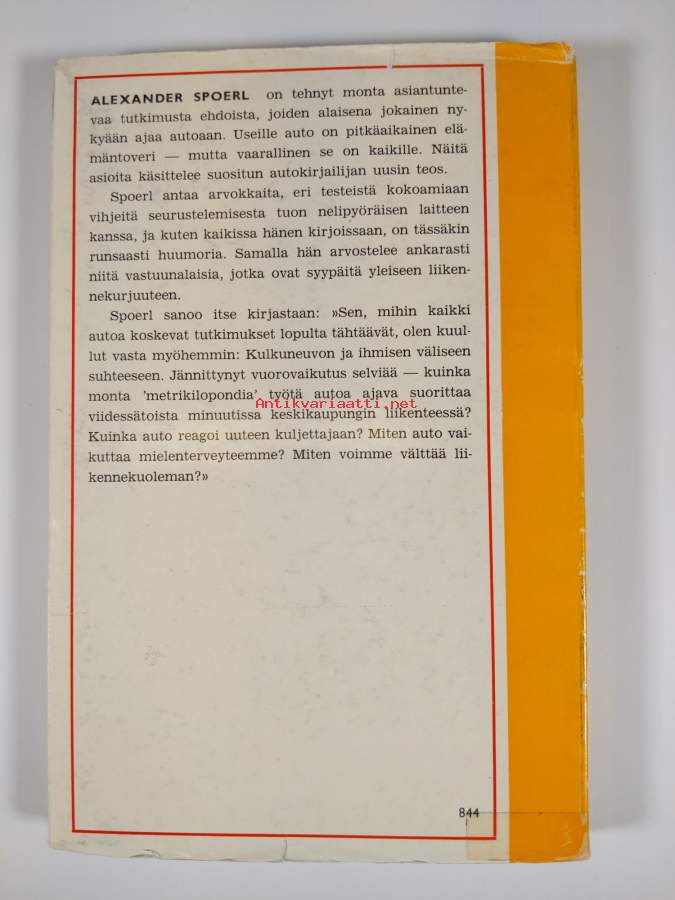 ALEXANDER SPOERL on tehnyt monta asiantunte-
vaa tutkimusta ehdoista, joiden alaisena jokainen ny-
kyään ajaa autoaan. Useille auto on pitkäaikainen elä-
mäntoveri — mutta vaarallinen se on kaikille. Näitä
asioita käsittelee suositun autokirjailijan uusin teos.
Spoerl antaa arvokkaita, eri testeistä kokoamiaan
vihjeitä seurustelemisesta tuon nelipyöräisen laitteen
kanssa, ja kuten kaikissa hänen kirjoissaan, on tässäkin
runsaasti huumoria. Samalla hän arvostelee ankarasti
niitä vastuunalaisia, jotka ovat syypäitä yleiseen liiken-
nekurjuuteen.
Spoerl sanoo itse kirjastaan: »Sen, mihin kaikki
autoa koskevat tutkimukset lopulta tähtäävät, olen kuul-
lut vasta myöhemmin: Kulkuneuvon ja ihmisen väliseen
suhteeseen. Jännittynyt vuorovaikutus selviää — kuinka
monta 'metrikilopondia' työtä autoa ajava suorittaa
Antikvariaatti.net
viidessätoista minuutissa keskikaupungin liikenteessä?
Kuinka auto reagoi uuteen kuljettajaan? Miten auto vai-
kuttaa mielenterveyteemme? Miten voimme välttää lii-
kennekuoleman?»
844